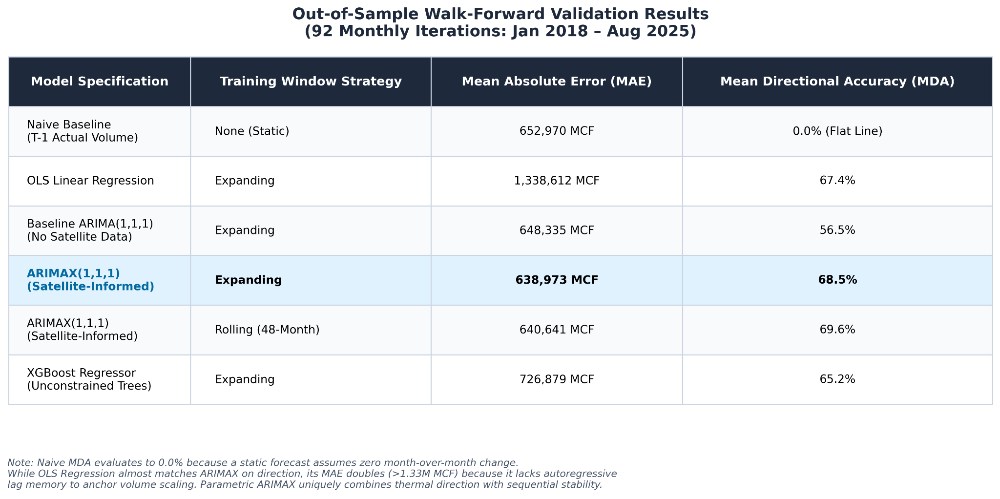 Out-of-Sample Walk-Forward Validation Results
(92 Monthly Iterations: Jan 2018 – Aug 2025)
Model Specification
Training Window Strategy
Mean Absolute Error (MAE)
Mean Directional Accuracy (MDA)
Naive Baseline
(T-1 Actual Volume)
None (Static)
652,970 MCF
0.0% (Flat Line)
OLS Linear Regression
Expanding
1,338,612 MCF
67.4%
Baseline ARIMA(1,1,1)
(No Satellite Data)
Expanding
648,335 MCF
56.5%
ARIMAX(1,1,1)
(Satellite-Informed)
Expanding
638,973 MCF
68.5%
ARIMAX(1,1,1)
(Satellite-Informed)
Rolling (48-Month)
640,641 MCF
69.6%
XGBoost Regressor
(Unconstrained Trees)
Expanding
726,879 MCF
65.2%
Note: Naive MDA evaluates to 0.0% because a static forecast assumes zero month-over-month change.
While OLS Regression almost matches ARIMAX on direction, its MAE doubles (>1.33M MCF) because it lacks autoregressive
lag memory to anchor volume scaling. Parametric ARIMAX uniquely combines thermal direction with sequential stability.